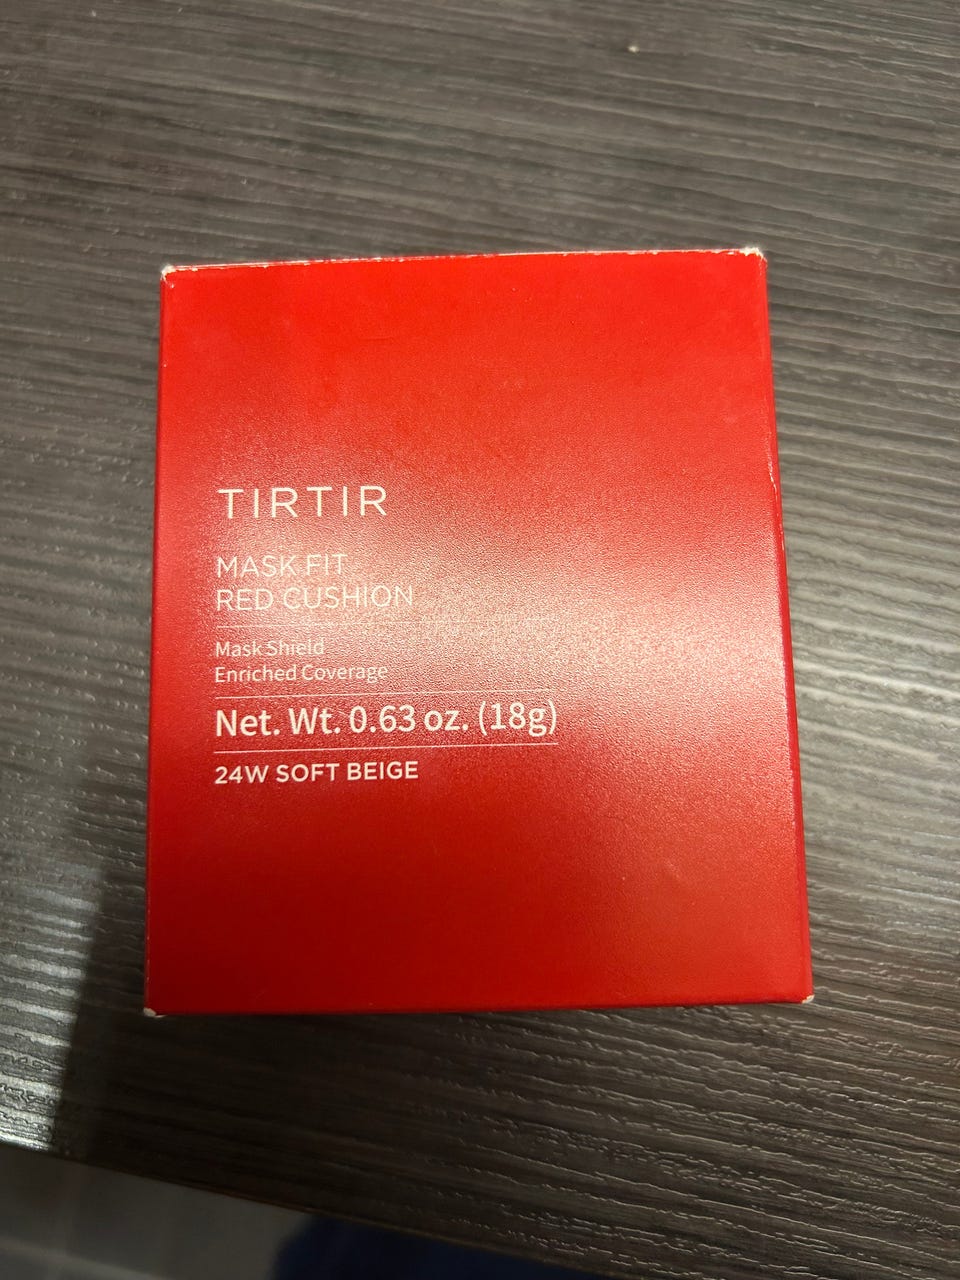 TIRTIR
MASK FIT
RED CUSHION
Mask Shield
Enriched Coverage
Net. Wt. 0.63 oz. (18g)
24W SOFT BEIGE